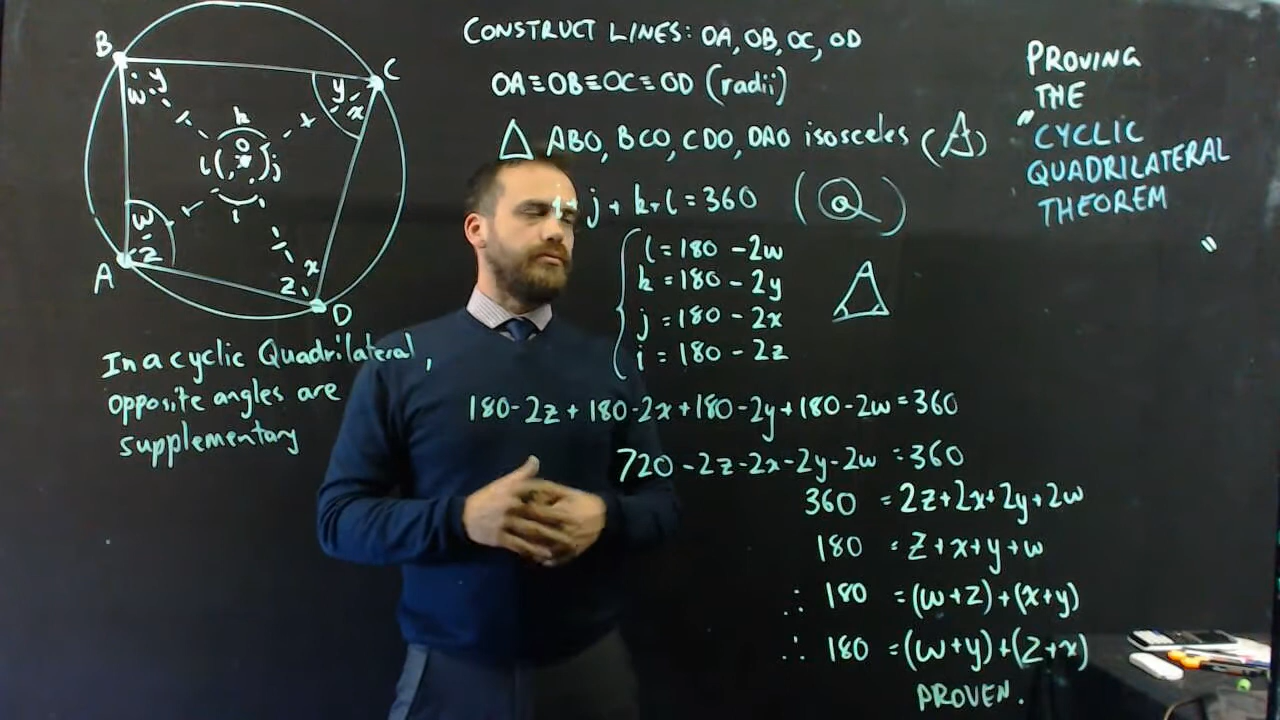 CONSTRUCT LINES: OA, OB, OC, OD
OA ≡ OB ≡ OC ≡ OD (radii)
△ ABO, BCO, CDO, DAO isosceles (A)
i + j + k + l = 360 (Q)
l = 180 - 2w
k = 180 - 2y
j = 180 - 2x
i = 180 - 2z
180 - 2z + 180 - 2x + 180 - 2y + 180 - 2w = 360
720 - 2z - 2x - 2y - 2w = 360
360 = 2z + 2x + 2y + 2w
180 = z + x + y + w
∴ 180 = (w + z) + (x + y)
∴ 180 = (w + y) + (z + x)
PROVEN.
PROVING
THE
"CYCLIC
QUADRILATERAL
THEOREM
"
B
C
y
w
y
x
k
O
l
j
i
w
z
x
z
A
D
In a cyclic Quadrilateral,
opposite angles are
supplementary